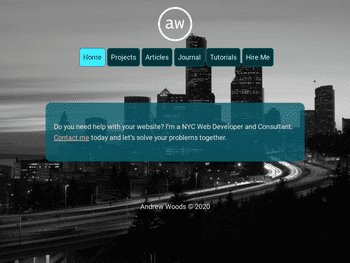 aw
Home Projects Articles Journal Tutorials Hire Me
Do you need help with your website? I'm a NYC Web Developer and Consultant.
Contact me today and let's solve your problems together.
Andrew Woods © 2020